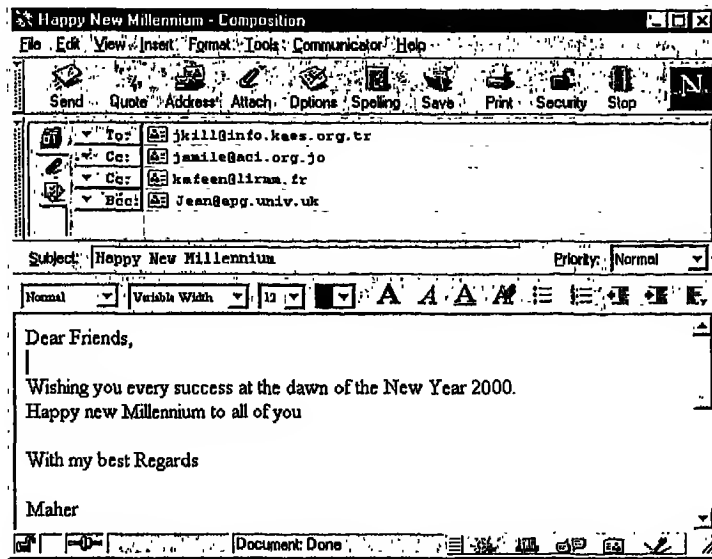 Happy New Millennium - Composition
File Edit View Insert Format Tools Communicator Help
Send Quote Address Attach Options Spelling Save Print Security Stop N
To: jkill@info.kaes.org.tr
Cc: jamile@aci.org.jo
Cc: kafeen@liram.fr
Bcc: Jean@apg.univ.uk
Subject: Happy New Millennium Priority: Normal
Normal Variable Width 12 A A A
Dear Friends,
Wishing you every success at the dawn of the New Year 2000.
Happy new Millennium to all of you
With my best Regards
Maher
Document: Done